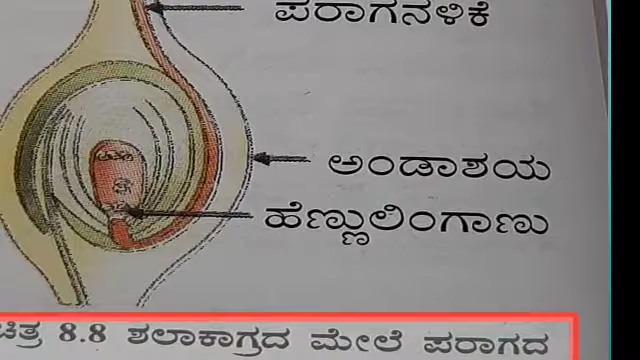 ಪರಾಗನಳಿಕೆ
ಅಂಡಾಶಯ
ಹೆಣ್ಣುಲಿಂಗಾಣು
ಚಿತ್ರ 8.8 ಶಲಾಕಾಗ್ರದ ಮೇಲೆ ಪರಾಗದ